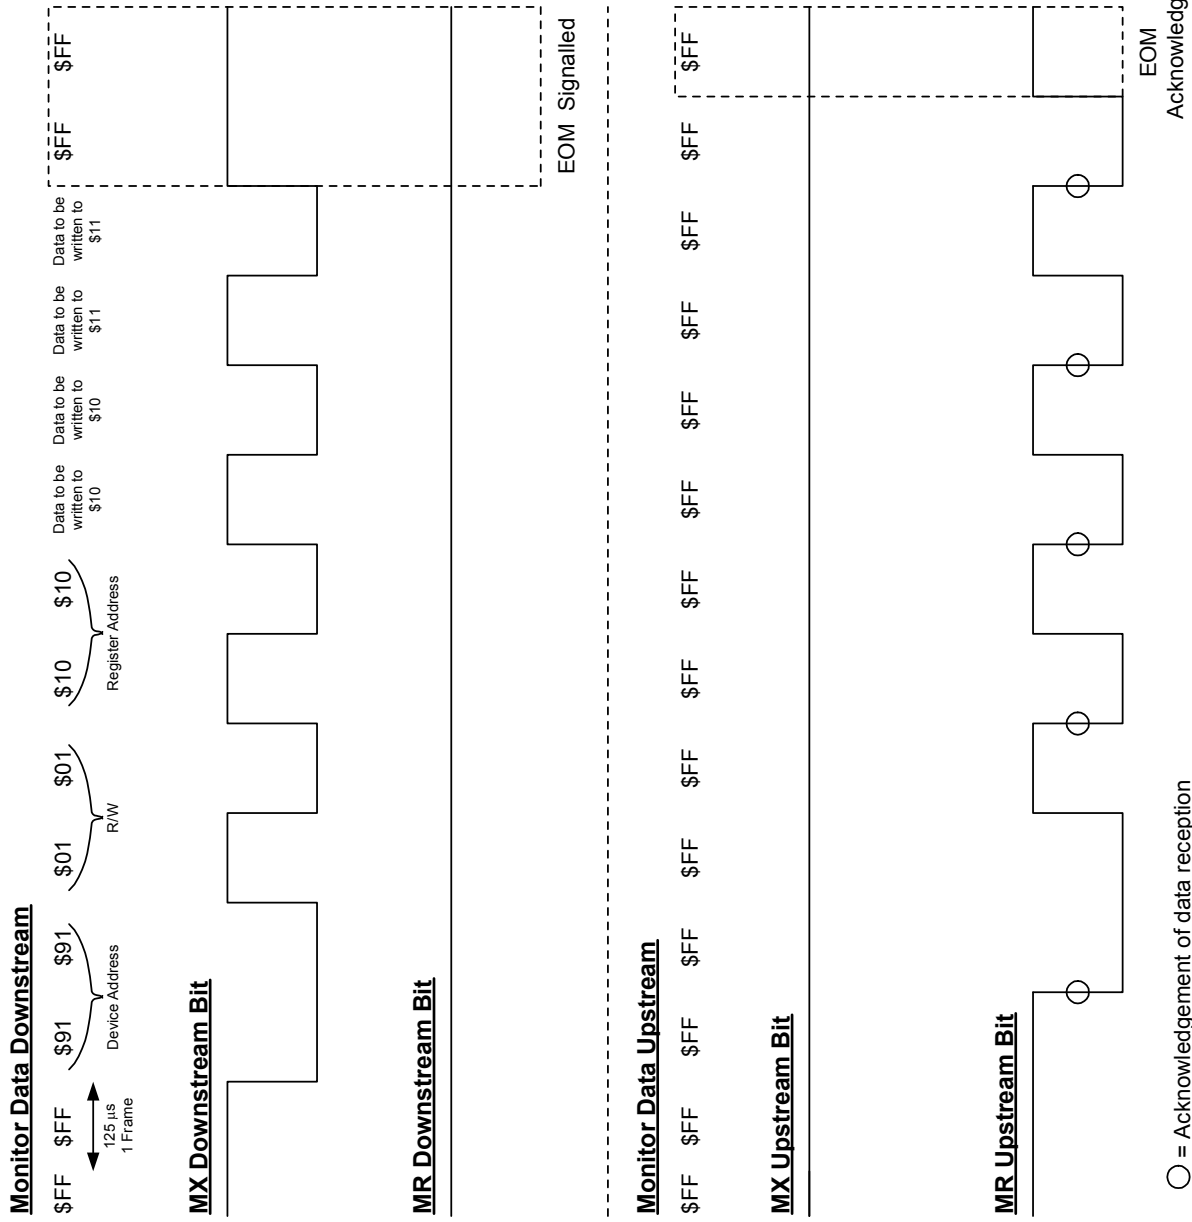 Monitor Data Downstream
$FF $FF $91 $91 $01 $01 $10 $10
Data to be
written to
$10
Data to be
written to
$10
Data to be
written to
$11
Data to be
written to
$11
$FF $FF
125 µs
1 Frame
Device Address
R/W
Register Address
MX Downstream Bit
MR Downstream Bit
EOM Signalled
Monitor Data Upstream
$FF $FF $FF $FF $FF $FF $FF $FF $FF $FF $FF $FF $FF $FF
MX Upstream Bit
MR Upstream Bit
EOM
= Acknowledgement of data reception